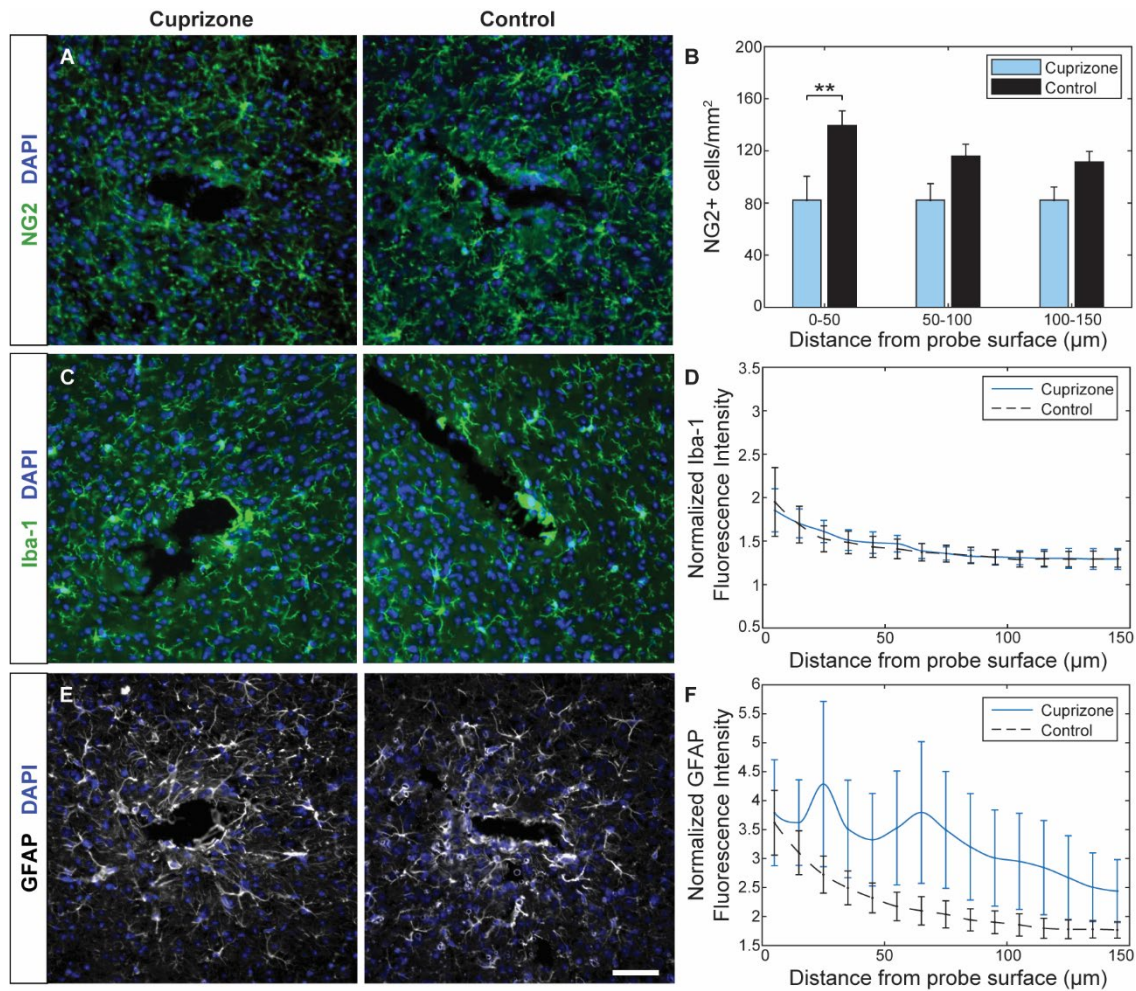 Cuprizone
Control
NG2 DAPI
A
B
NG2+ cells/mm²
200
160
120
80
40
0
**
Cuprizone
Control
0-50
50-100
100-150
Distance from probe surface (µm)
Iba-1 DAPI
C
D
Normalized Iba-1
Fluorescence Intensity
3.5
3
2.5
2
1.5
1
0.5
Cuprizone
Control
0
50
100
150
Distance from probe surface (µm)
GFAP DAPI
E
F
Normalized GFAP
Fluorescence Intensity
6
5.5
5
4.5
4
3.5
3
2.5
2
1.5
Cuprizone
Control
0
50
100
150
Distance from probe surface (µm)